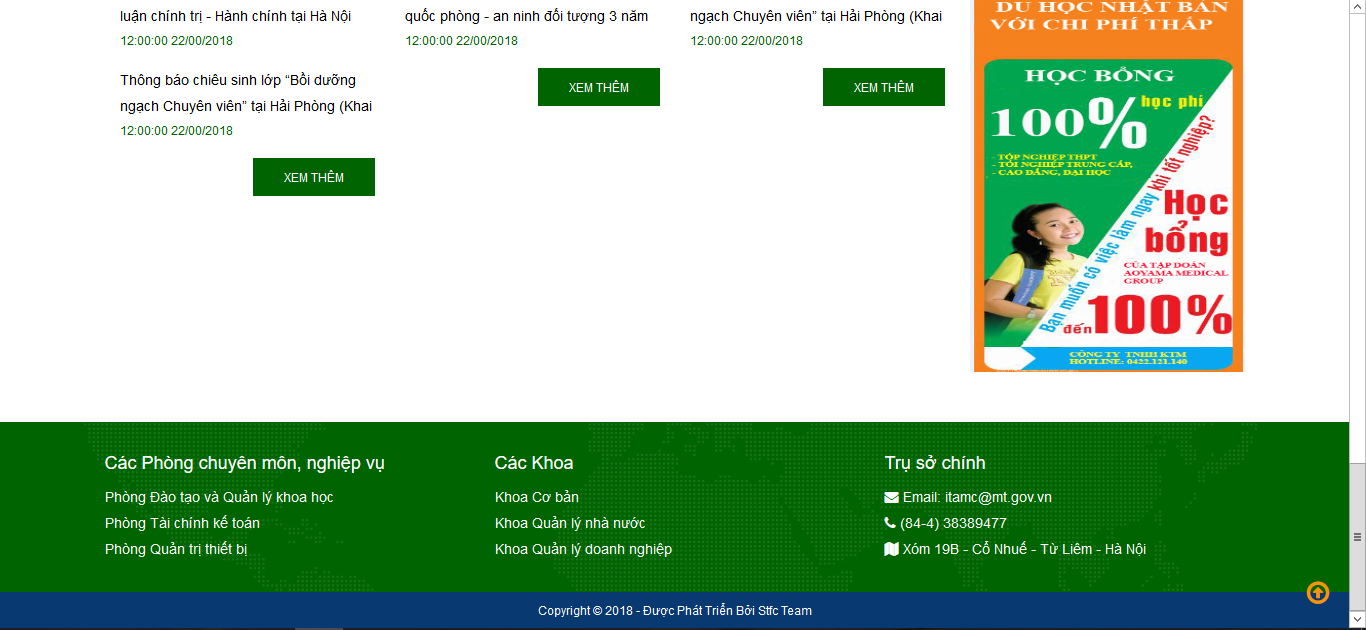 luận chính trị - Hành chính tại Hà Nội
12:00:00 22/00/2018
Thông báo chiêu sinh lớp “Bồi dưỡng
ngạch Chuyên viên” tại Hải Phòng (Khai
12:00:00 22/00/2018
XEM THÊM
quốc phòng - an ninh đối tượng 3 năm
12:00:00 22/00/2018
XEM THÊM
ngạch Chuyên viên” tại Hải Phòng (Khai
12:00:00 22/00/2018
XEM THÊM
DU HỌC NHẬT BẢN
VỚI CHI PHÍ THẤP
HỌC BỔNG
100% học phí
- TỐP NGHIỆP THPT
- TỐI NGHIỆP TRUNG CẤP,
- CAO ĐẲNG, ĐẠI HỌC
Bạn muốn có việc làm ngay khi tốt nghiệp?
Học
bổng
CỦA TẬP ĐOÀN
AOYAMA MEDICAL
GROUP
đến 100%
CÔNG TY TNHH KTM
HOTLINE: 0422.121.140
Các Phòng chuyên môn, nghiệp vụ
Phòng Đào tạo và Quản lý khoa học
Phòng Tài chính kế toán
Phòng Quản trị thiết bị
Các Khoa
Khoa Cơ bản
Khoa Quản lý nhà nước
Khoa Quản lý doanh nghiệp
Trụ sở chính
Email: itamc@mt.gov.vn
(84-4) 38389477
Xóm 19B - Cổ Nhuế - Từ Liêm - Hà Nội
Copyright © 2018 - Được Phát Triển Bởi Stfc Team